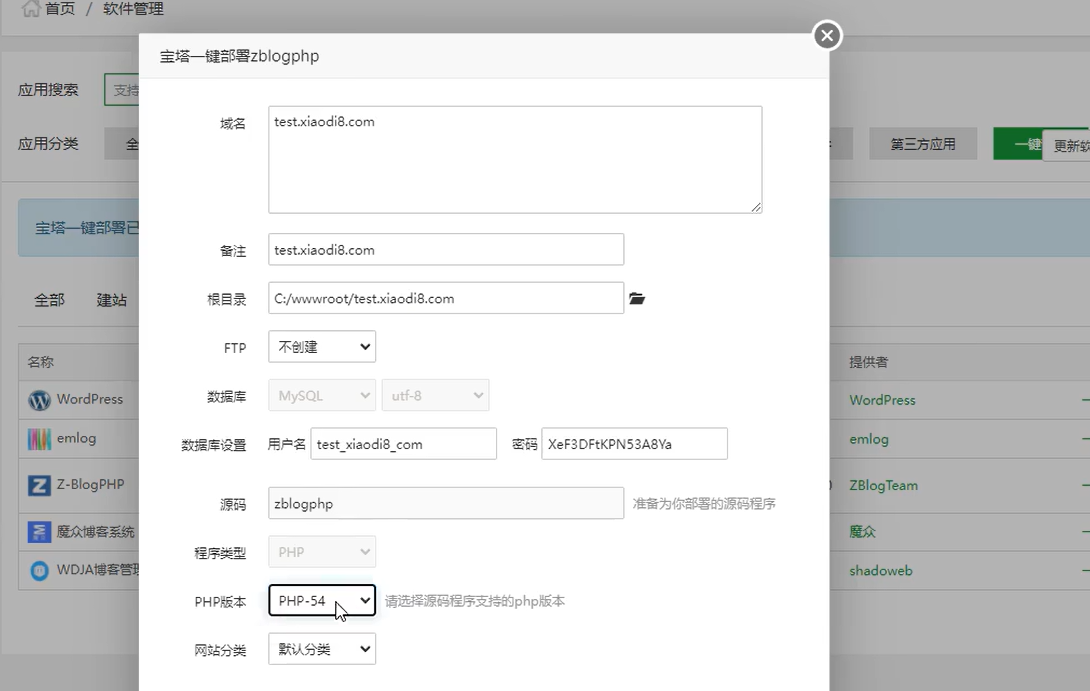 首页 / 软件管理
宝塔一键部署zblogphp
应用搜索
支持
域名
test.xiaodi8.com
应用分类
全
第三方应用
一键
更新软
宝塔一键部署已
备注
test.xiaodi8.com
全部
建站
根目录
C:/wwwroot/test.xiaodi8.com
FTP
不创建
名称
提供者
数据库
MySQL
utf-8
WordPress
WordPress
数据库设置
用户名
test_xiaodi8_com
密码
XeF3DFtKPN53A8Ya
emlog
emlog
Z-BlogPHP
ZBlogTeam
源码
zblogphp
准备为你部署的源码程序
魔众博客系统
魔众
程序类型
PHP
WDJA博客管理
shadoweb
PHP版本
PHP-54
请选择源码程序支持的php版本
网站分类
默认分类